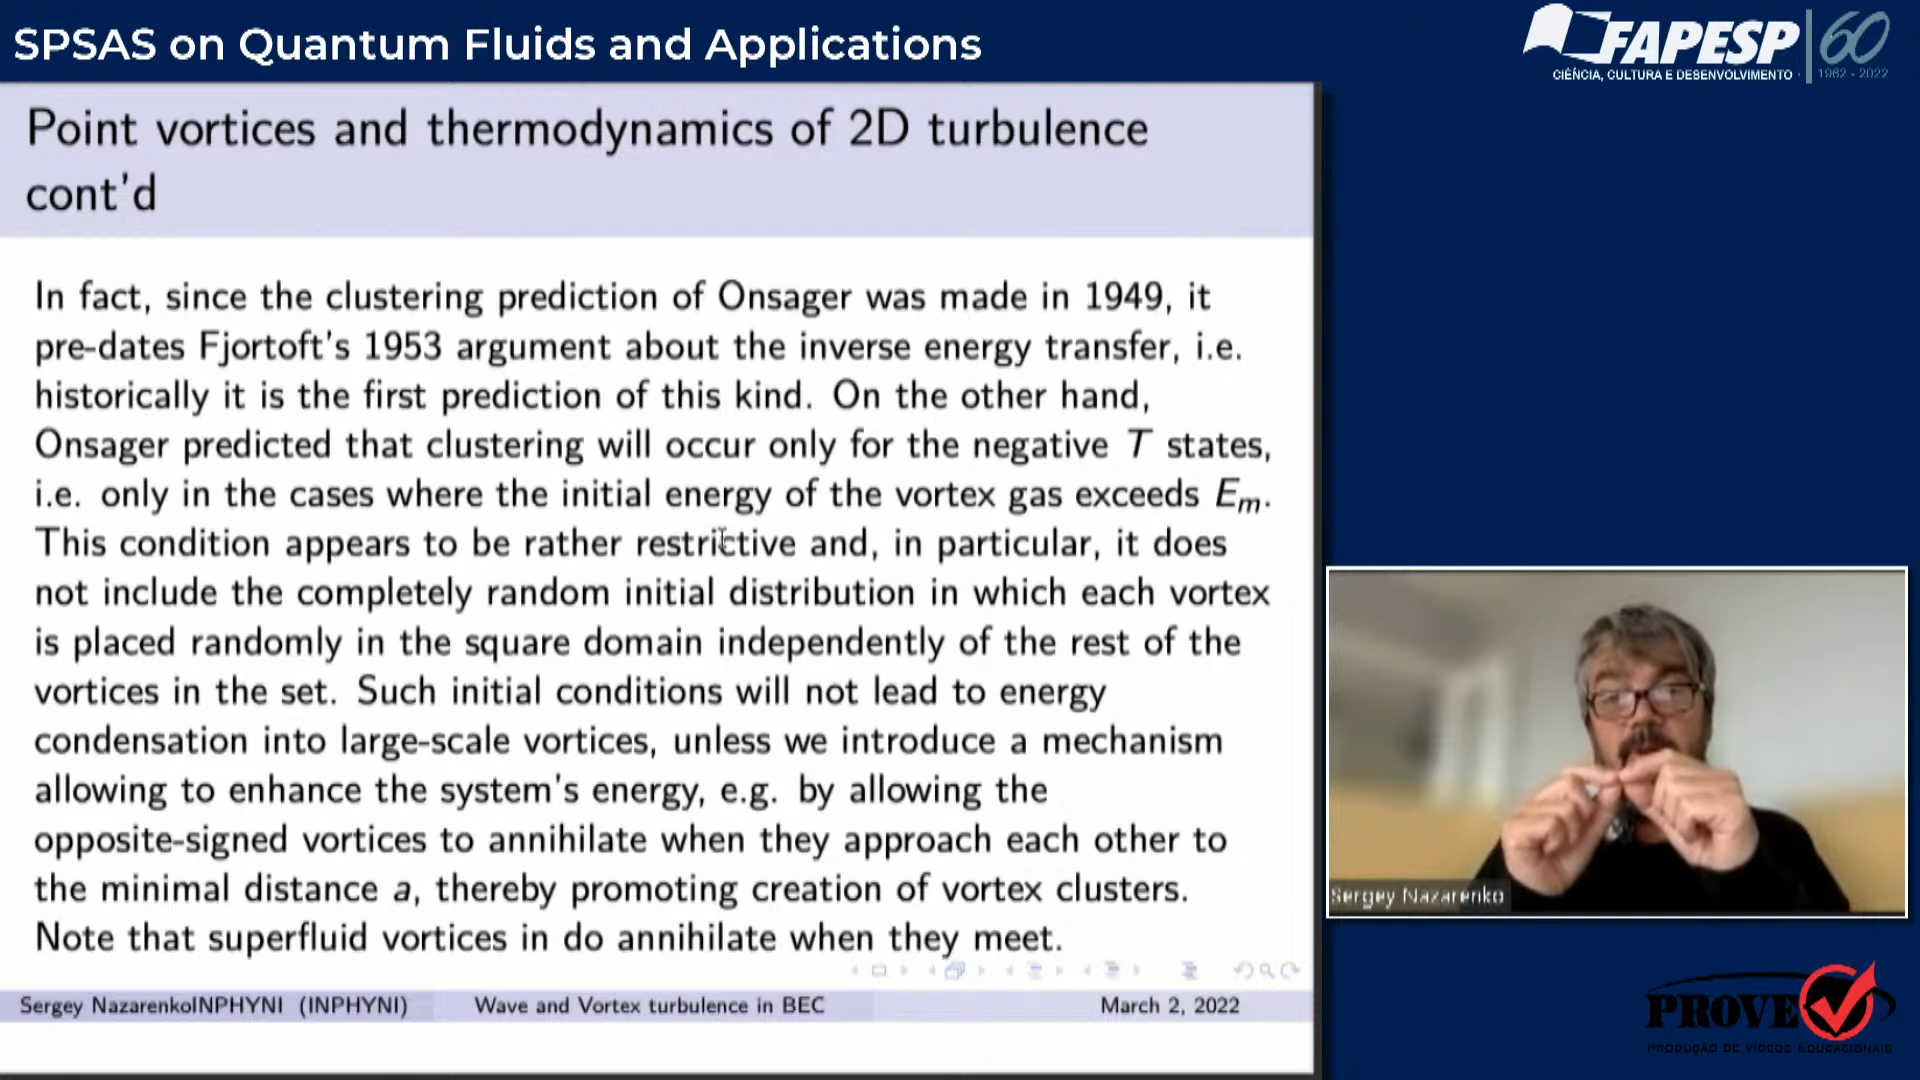 SPSAS on Quantum Fluids and Applications
FAPESP 60
CIÊNCIA, CULTURA E DESENVOLVIMENTO
1962 - 2022
Point vortices and thermodynamics of 2D turbulence
cont'd
In fact, since the clustering prediction of Onsager was made in 1949, it
pre-dates Fjortoft's 1953 argument about the inverse energy transfer, i.e.
historically it is the first prediction of this kind. On the other hand,
Onsager predicted that clustering will occur only for the negative T states,
i.e. only in the cases where the initial energy of the vortex gas exceeds Eₘ.
This condition appears to be rather restrictive and, in particular, it does
not include the completely random initial distribution in which each vortex
is placed randomly in the square domain independently of the rest of the
vortices in the set. Such initial conditions will not lead to energy
condensation into large-scale vortices, unless we introduce a mechanism
allowing to enhance the system's energy, e.g. by allowing the
opposite-signed vortices to annihilate when they approach each other to
the minimal distance a, thereby promoting creation of vortex clusters.
Note that superfluid vortices in do annihilate when they meet.
Sergey NazarenkoINPHYNI (INPHYNI) Wave and Vortex turbulence in BEC March 2, 2022
Sergey Nazarenko
PROVE
PRODUÇÃO DE VÍDEOS EDUCACIONAIS